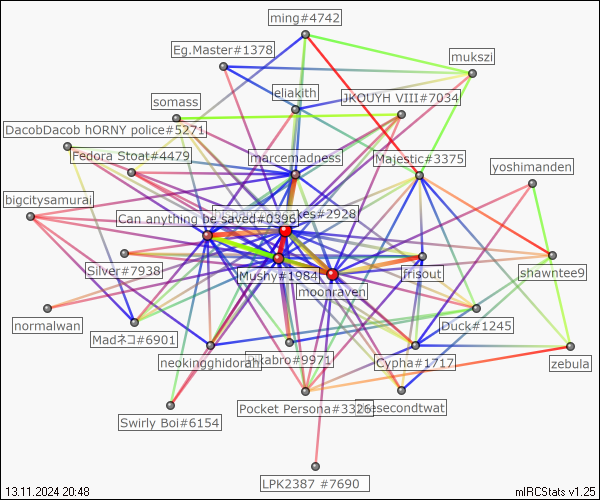 ming#4742
Eg.Master#1378
mukszi
eliakith
JKOUYH VIII#7034
somass
DacobDacob hORNY police#5271
Fedora Stoat#4479
marcemadness
Majestic#3375
yoshimanden
bigcitysamurai
Can anything be saved#0396
kes#2928
Silver#7938
Mushy#1984
frisout
shawntee9
moonraven
normalwan
Duck#1245
Madネコ#6901
neokingghidorah
abro#9971
Cypha#1717
zebula
Swirly Boi#6154
Pocket Persona#3326
esecondtwat
LPK2387 #7690
13.11.2024 20:48
mIRCStats v1.25